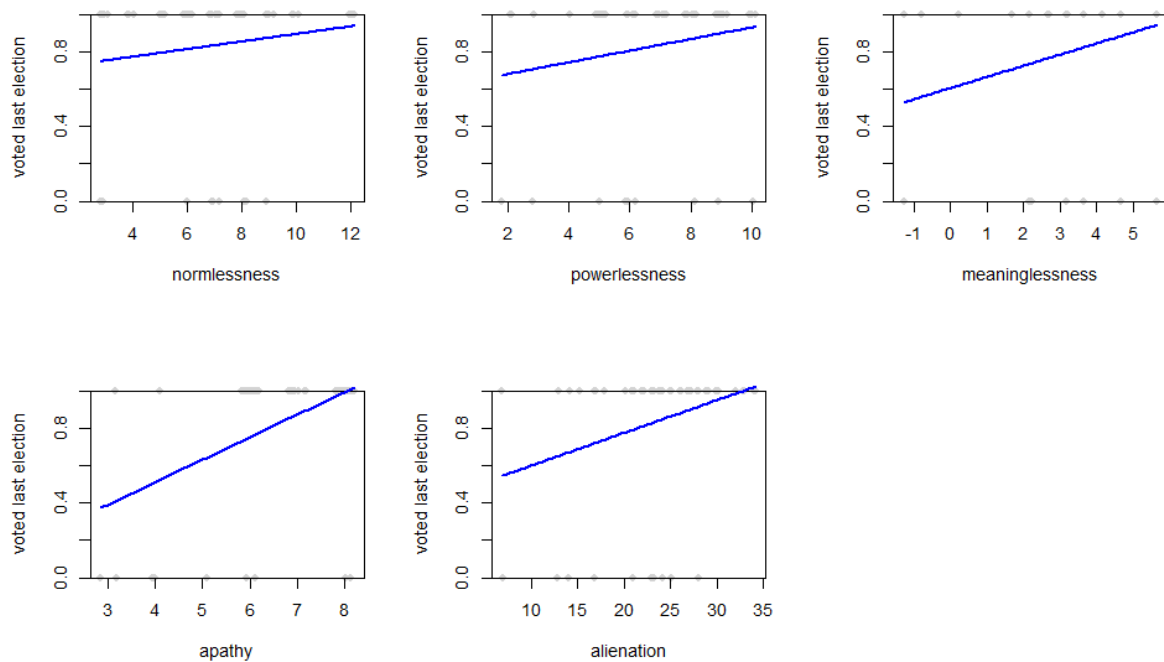 voted last election
0.0 0.4 0.8
4 6 8 10 12
normlessness
voted last election
0.0 0.4 0.8
2 4 6 8 10
powerlessness
voted last election
0.0 0.4 0.8
-1 0 1 2 3 4 5
meaninglessness
voted last election
0.0 0.4 0.8
3 4 5 6 7 8
apathy
voted last election
0.0 0.4 0.8
10 15 20 25 30 35
alienation